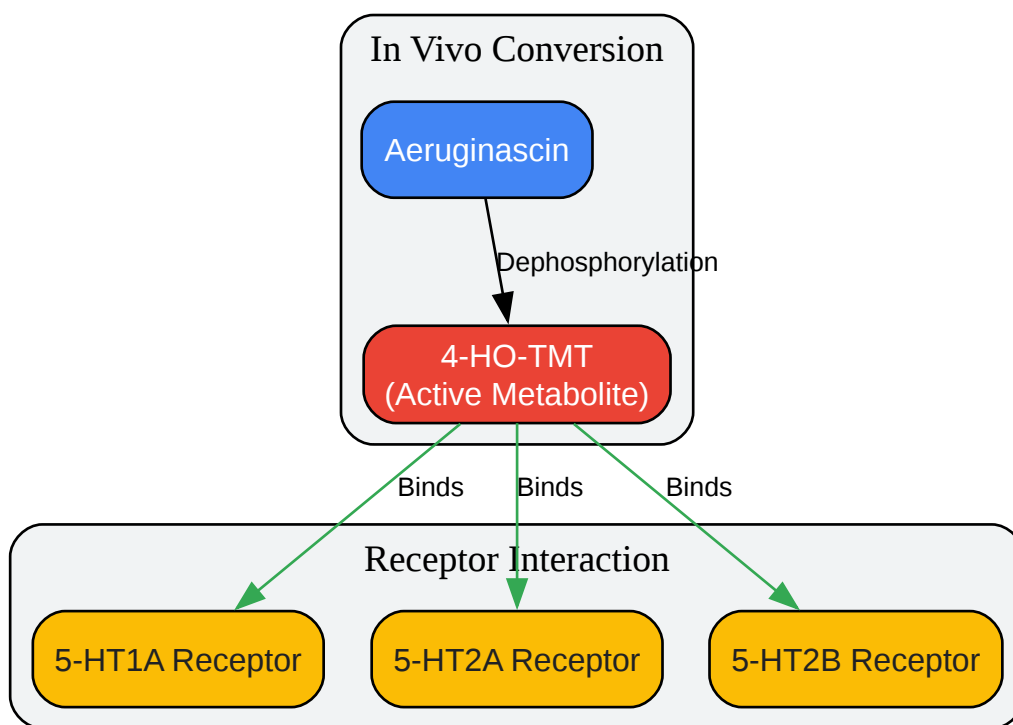 In Vivo Conversion
Aeruginascin
Dephosphorylation
4-HO-TMT
(Active Metabolite)
Binds
Binds
Binds
Receptor Interaction
5-HT1A Receptor
5-HT2A Receptor
5-HT2B Receptor